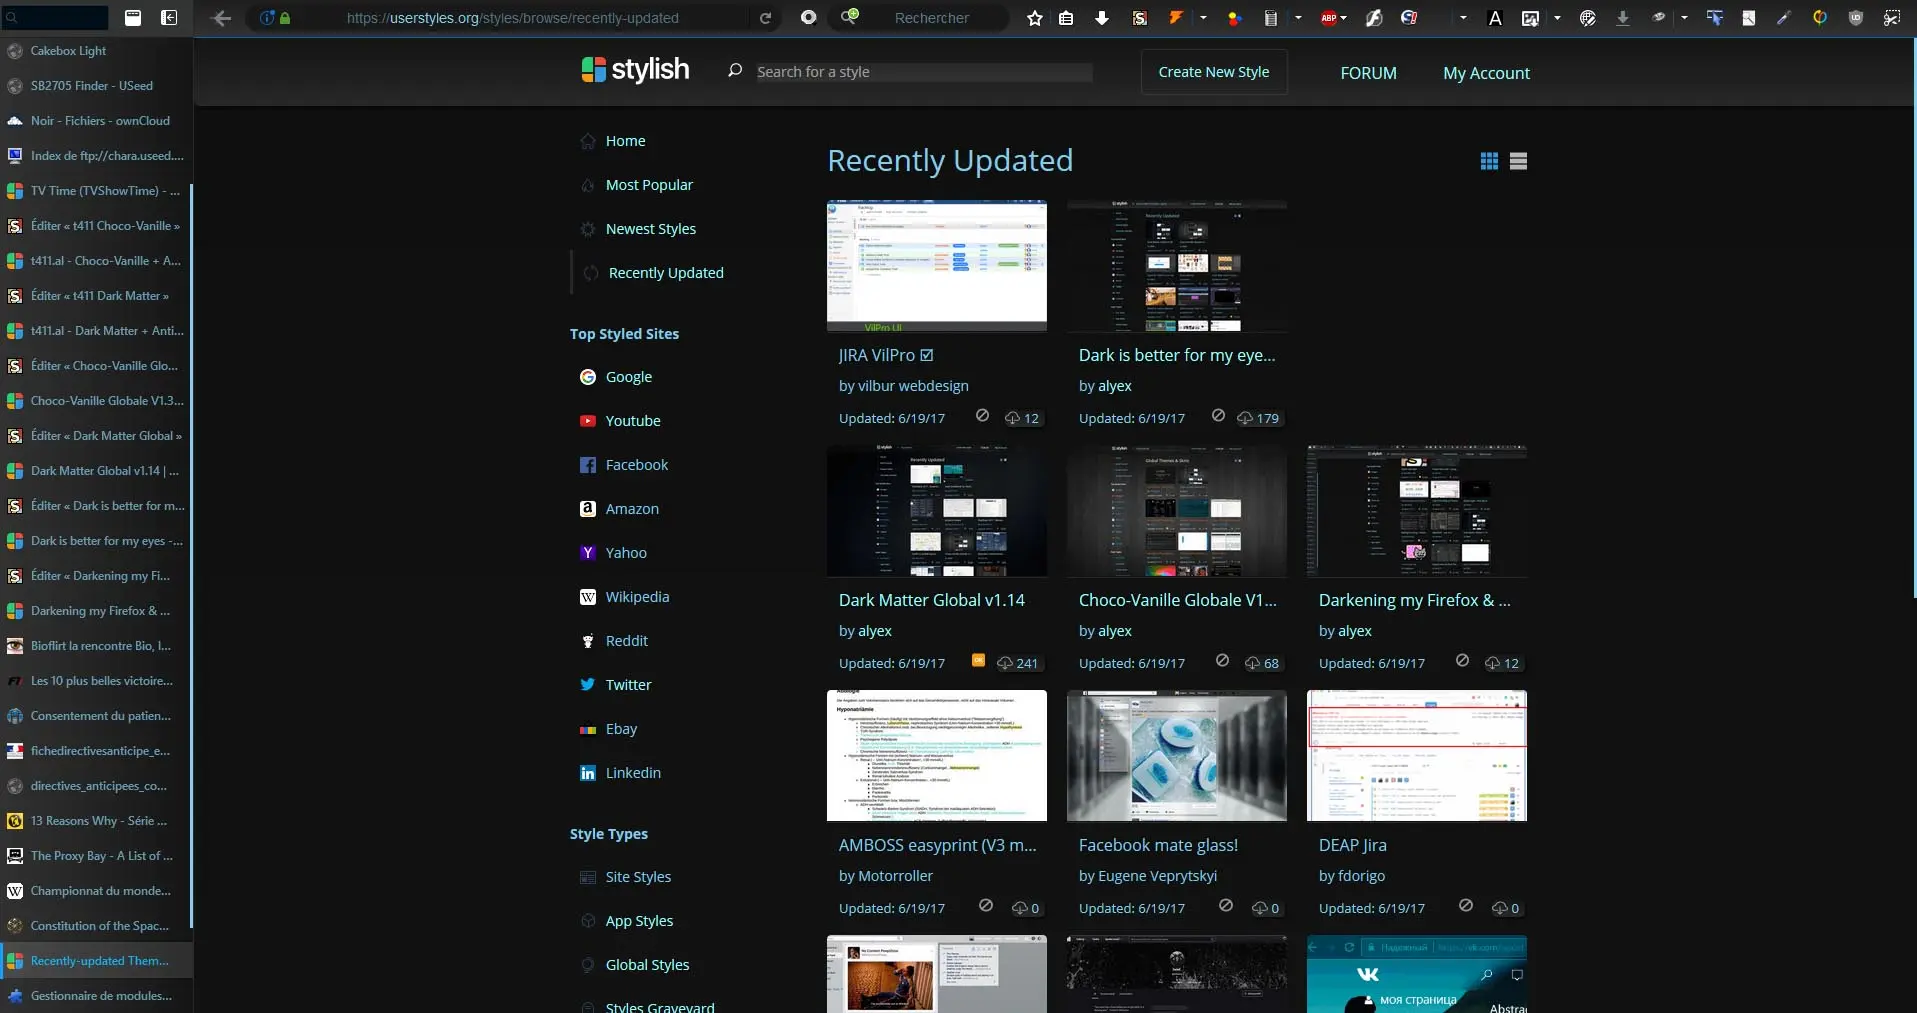 https://userstyles.org/styles/browse/recently-updated
Rechercher
ABP
Cakebox Light
SB2705 Finder - USeed
Noir - Fichiers - ownCloud
Index de ftp://chara.useed....
TV Time (TVShowTime) - ...
Éditer « t411 Choco-Vanille »
t411.al - Choco-Vanille + A...
Éditer « t411 Dark Matter »
t411.al - Dark Matter + Anti...
Éditer « Choco-Vanille Glo...
Choco-Vanille Globale V1.3...
Éditer « Dark Matter Global »
Dark Matter Global v1.14 | ...
Éditer « Dark is better for m...
Dark is better for my eyes -...
Éditer « Darkening my Fi...
Darkening my Firefox & ...
Bioflirt la rencontre Bio, l...
Les 10 plus belles victoire...
Consentement du patien...
fichedirectivesanticipe_e...
directives_anticipees_co...
13 Reasons Why - Série ...
The Proxy Bay - A List of ...
Championnat du monde...
Constitution of the Spac...
Recently-updated Them...
Gestionnaire de modules...
stylish
Search for a style
Create New Style
FORUM
My Account
Home
Most Popular
Newest Styles
Recently Updated
Top Styled Sites
Google
Youtube
Facebook
Amazon
Yahoo
Wikipedia
Reddit
Twitter
Ebay
Linkedin
Style Types
Site Styles
App Styles
Global Styles
Styles Graveyard
Recently Updated
VilPro UI
JIRA VilPro ☑
by vilbur webdesign
Updated: 6/19/17 12
Dark is better for my eye...
by alyex
Updated: 6/19/17 179
Dark Matter Global v1.14
by alyex
Updated: 6/19/17 241
Choco-Vanille Globale V1...
by alyex
Updated: 6/19/17 68
Darkening my Firefox & ...
by alyex
Updated: 6/19/17 12
Hyponatriämie
AMBOSS easyprint (V3 m...
by Motorroller
Updated: 6/19/17 0
Facebook mate glass!
by Eugene Veprytskyi
Updated: 6/19/17 0
DEAP Jira
by fdorigo
Updated: 6/19/17 0
Надежный
моя страница
Abstra